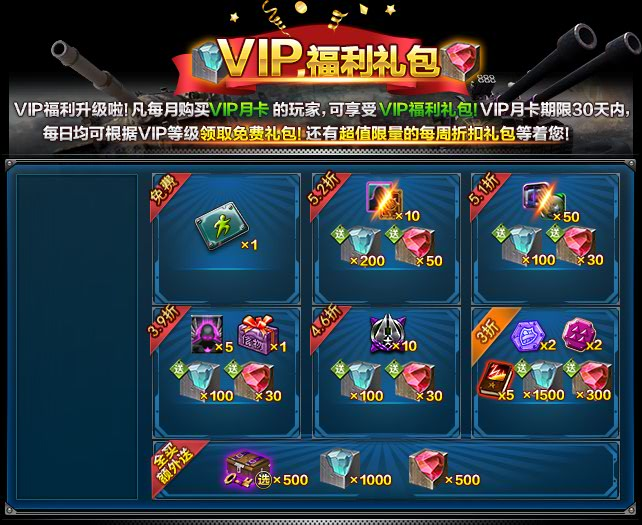 VIP福利礼包
VIP福利升级啦! 凡每月购买VIP月卡 的玩家, 可享受 VIP福利礼包! VIP月卡期限30天内,
每日均可根据VIP等级领取免费礼包! 还有超值限量的每周折扣礼包等着您!
免费
×1
5.2折
×10
送
×200
送
×50
5.1折
×50
送
×100
送
×30
3.9折
×5
×1
送
×100
送
×30
4.6折
×10
送
×100
送
×30
3折
×2
×2
×5
送
×1500
送
×300
全买
额外送
选
×500
×1000
×500